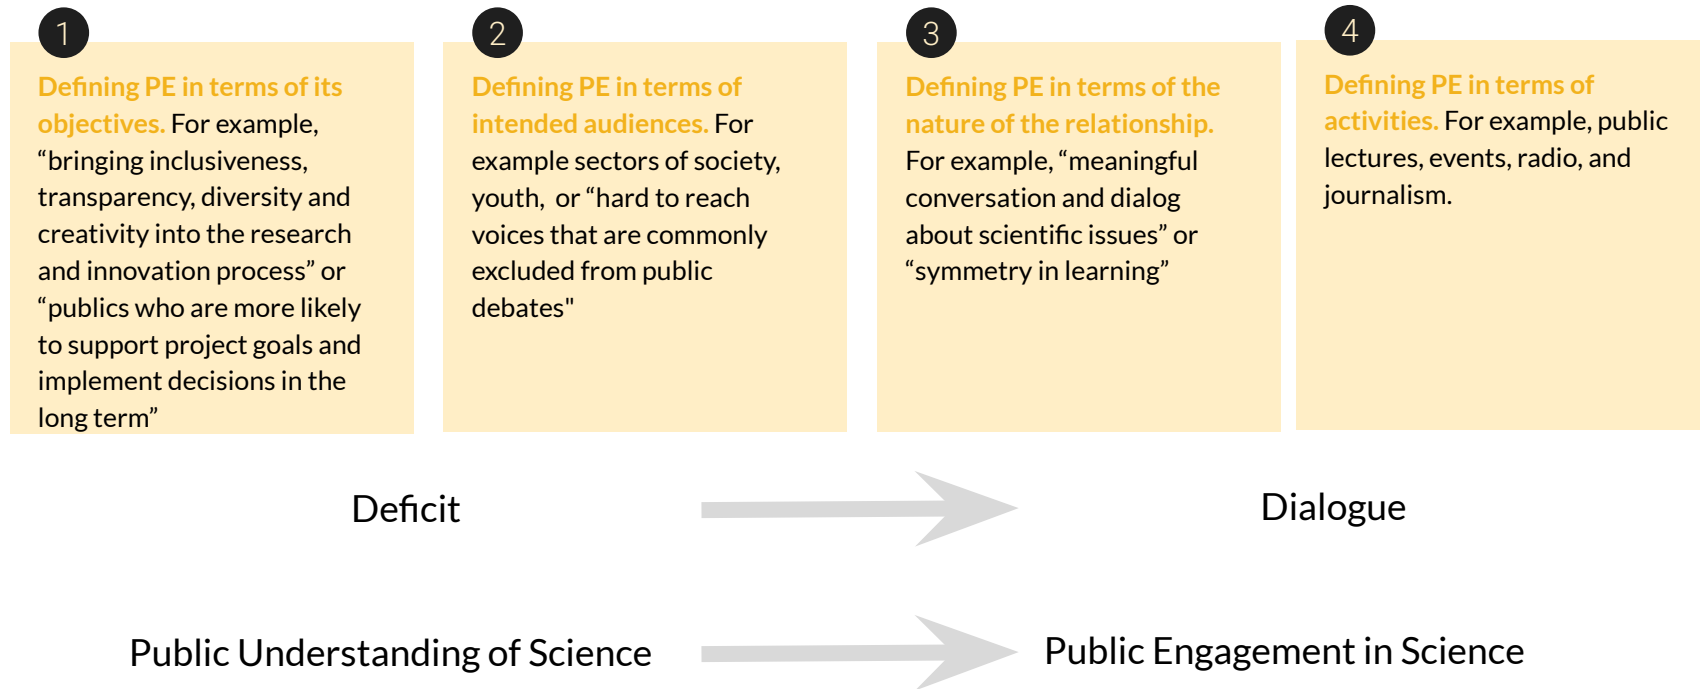 1
Defining PE in terms of its
objectives. For example,
“bringing inclusiveness,
transparency, diversity and
creativity into the research
and innovation process” or
“publics who are more likely
to support project goals and
implement decisions in the
long term”
2
Defining PE in terms of
intended audiences. For
example sectors of society,
youth,  or “hard to reach
voices that are commonly
excluded from public
debates"
3
Defining PE in terms of the
nature of the relationship.
For example, “meaningful
conversation and dialog
about scientific issues” or
“symmetry in learning”
4
Defining PE in terms of
activities. For example, public
lectures, events, radio, and
journalism.
Deficit
Dialogue
Public Understanding of Science
Public Engagement in Science